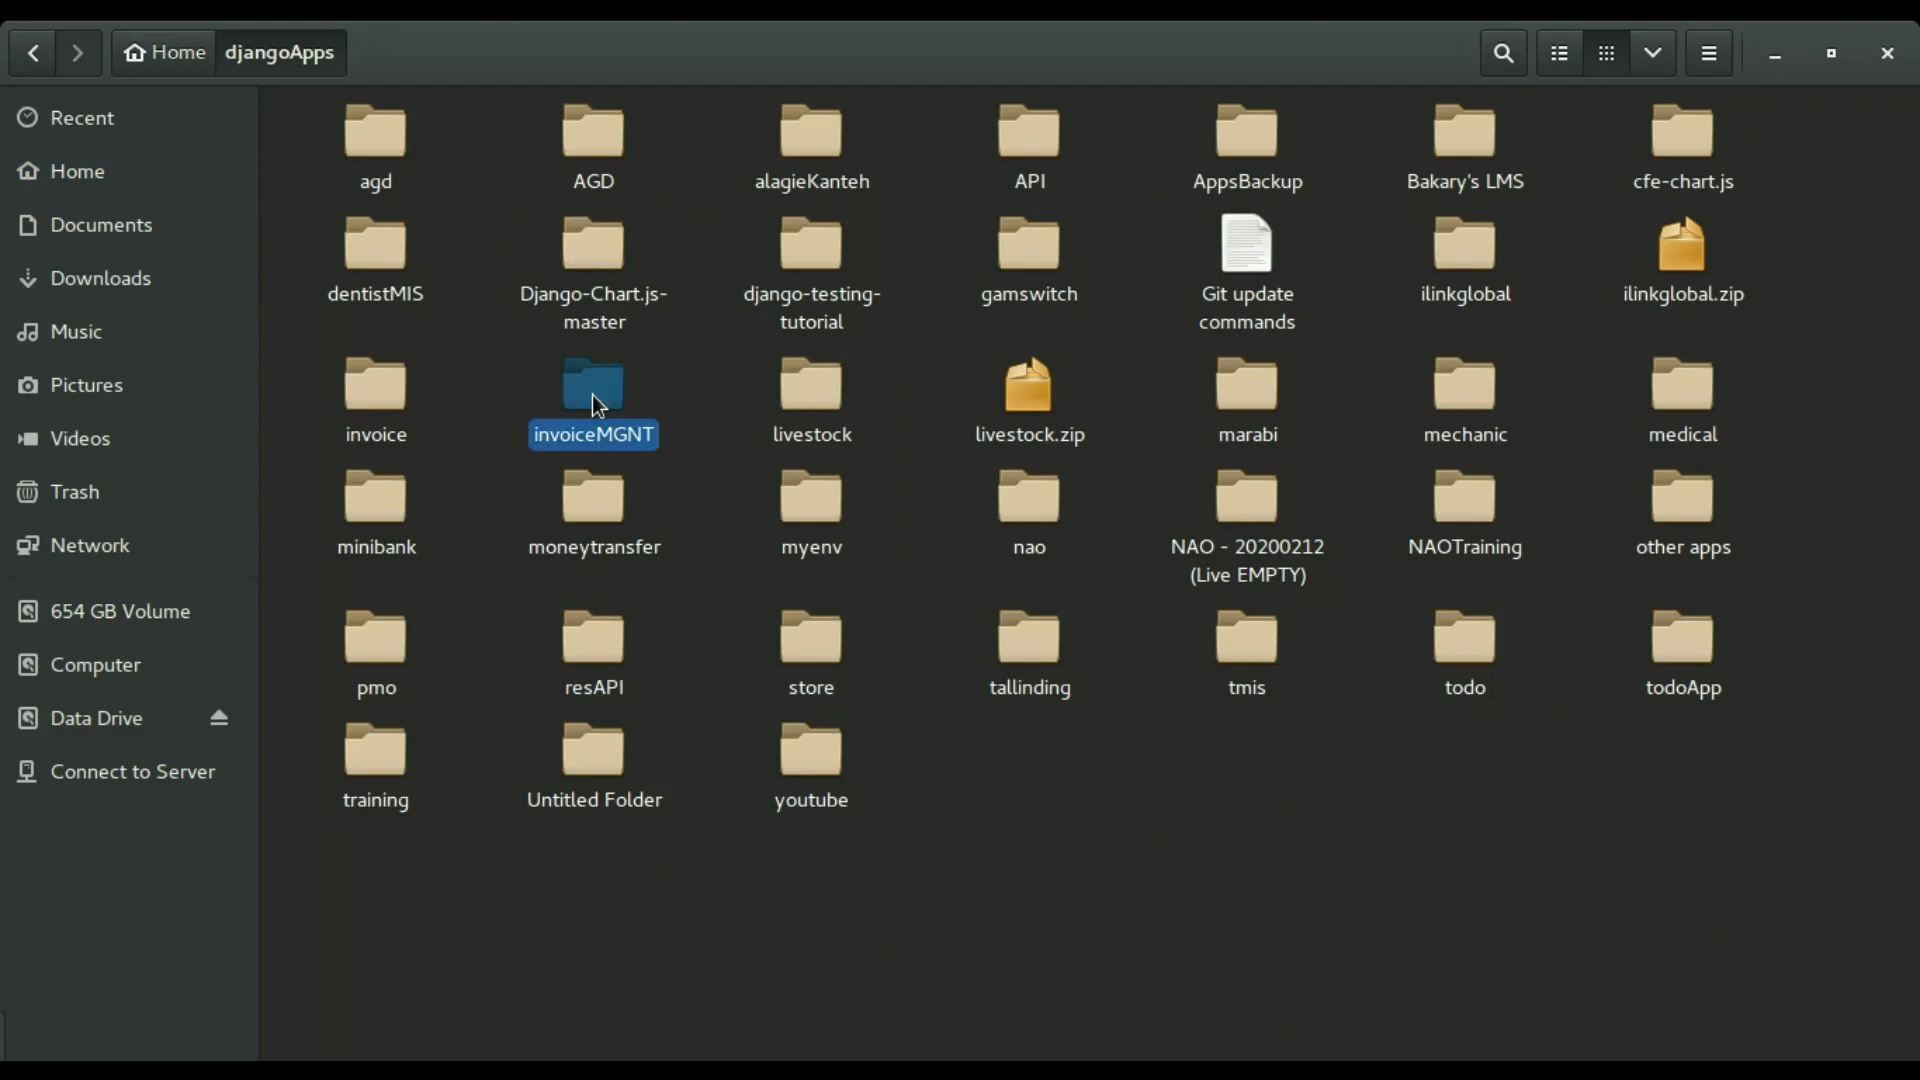 Home djangoApps
Recent
Home
Documents
Downloads
Music
Pictures
Videos
Trash
Network
654 GB Volume
Computer
Data Drive
Connect to Server
agd AGD alagieKanteh API AppsBackup Bakary's LMS cfe-chart.js
dentistMIS Django-Chart.js- django-testing- gamswitch Git update ilinkglobal ilinkglobal.zip
master tutorial commands
invoice invoiceMGNT livestock livestock.zip marabi mechanic medical
minibank moneytransfer myenv nao NAO - 20200212 NAOTraining other apps
(Live EMPTY)
pmo resAPI store tallinding tmis todo todoApp
training Untitled Folder youtube